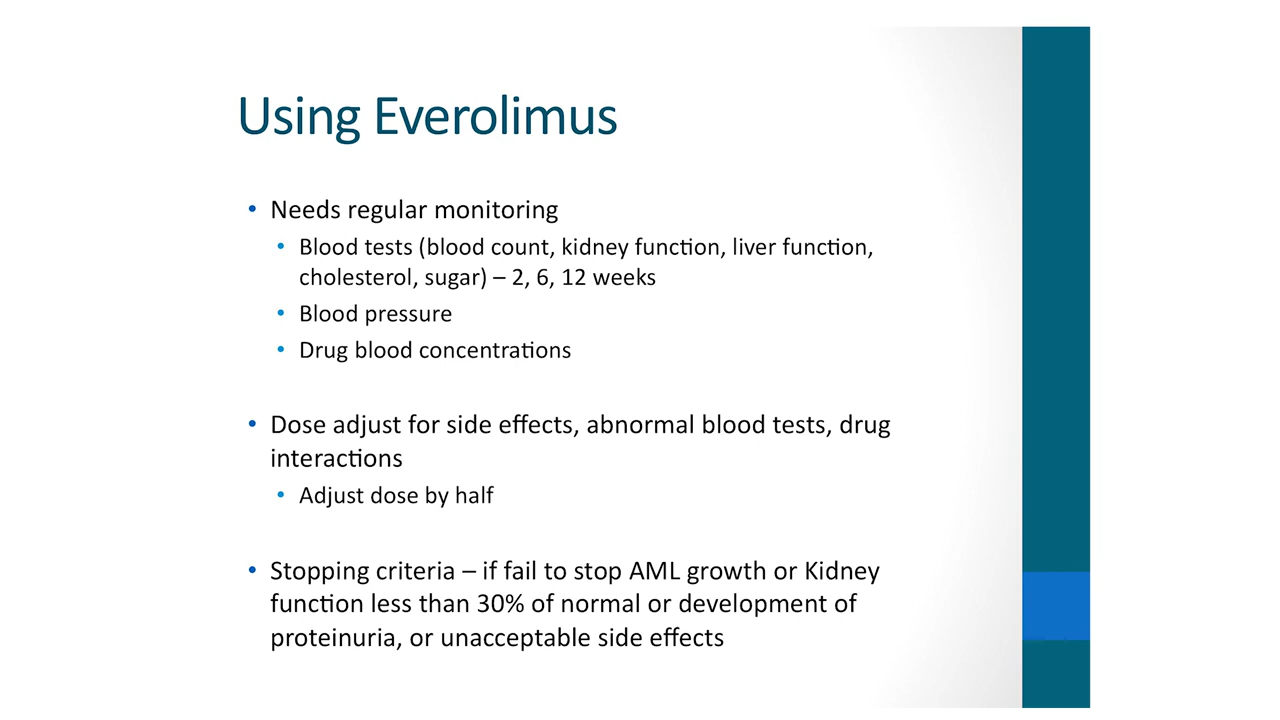 Using Everolimus
• Needs regular monitoring
• Blood tests (blood count, kidney function, liver function,
cholesterol, sugar) – 2, 6, 12 weeks
• Blood pressure
• Drug blood concentrations
• Dose adjust for side effects, abnormal blood tests, drug
interactions
• Adjust dose by half
• Stopping criteria – if fail to stop AML growth or Kidney
function less than 30% of normal or development of
proteinuria, or unacceptable side effects